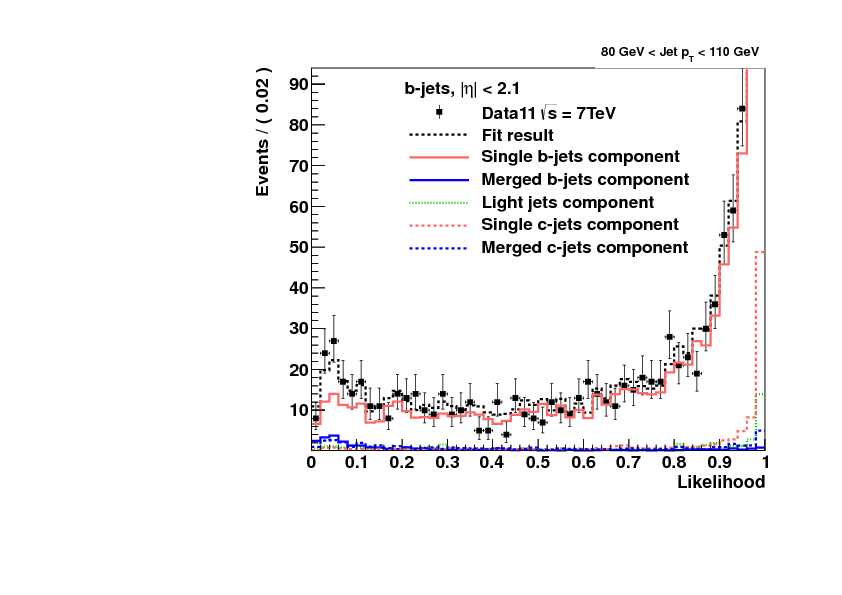 80 GeV < Jet pT < 110 GeV
b-jets, |η| < 2.1
Data11 √s = 7TeV
Fit result
Single b-jets component
Merged b-jets component
Light jets component
Single c-jets component
Merged c-jets component
Events / ( 0.02 )
90
80
70
60
50
40
30
20
10
0 0.1 0.2 0.3 0.4 0.5 0.6 0.7 0.8 0.9 1
Likelihood